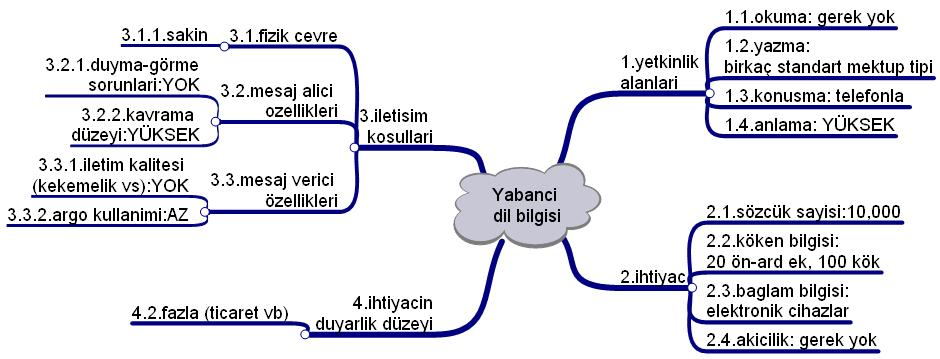 Yabanci
dil bilgisi
1.yetkinlik
alanlari
1.1.okuma: gerek yok
1.2.yazma:
birkaç standart mektup tipi
1.3.konusma: telefonla
1.4.anlama: YÜKSEK
2.ihtiyac
2.1.sözcük sayisi:10,000
2.2.köken bilgisi:
20 ön-ard ek, 100 kök
2.3.baglam bilgisi:
elektronik cihazlar
2.4.akicilik: gerek yok
3.iletisim
kosullari
3.1.fizik cevre
3.1.1.sakin
3.2.mesaj alici
ozellikleri
3.2.1.duyma-görme
sorunlari:YOK
3.2.2.kavrama
düzeyi:YÜKSEK
3.3.mesaj verici
özellikleri
3.3.1.iletim kalitesi
(kekemelik vs):YOK
3.3.2.argo kullanimi:AZ
4.ihtiyacin
duyarlik düzeyi
4.2.fazla (ticaret vb)